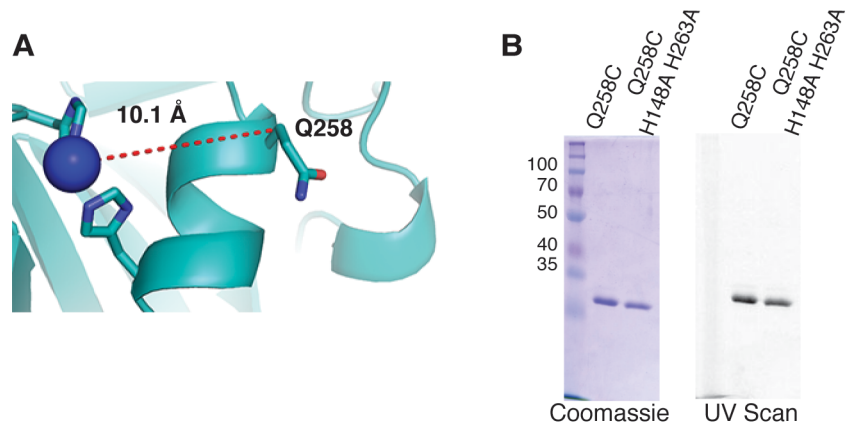 A
10.1 Å
Q258
B
Q258C
Q258C
H148A H263A
Q258C
Q258C
H148A H263A
100
70
50
40
35
Coomassie
UV Scan